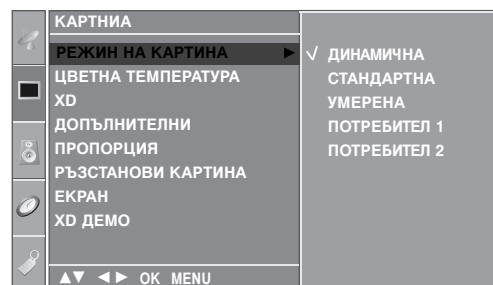 КАРТНИА
РЕЖИН НА КАРТИНА ► √ ДИНАМИЧНА
ЦВЕТНА ТЕМПЕРАТУРА СТАНДАРТНА
XD УМЕРЕНА
ДОПЪЛНИТЕЛНИ ПОТРЕБИТЕЛ 1
ПРОПОРЦИЯ ПОТРЕБИТЕЛ 2
РЪЗСТАНОВИ КАРТИНА
ЕКРАН
XD ДЕМО
▲▼ ◄► OK MENU